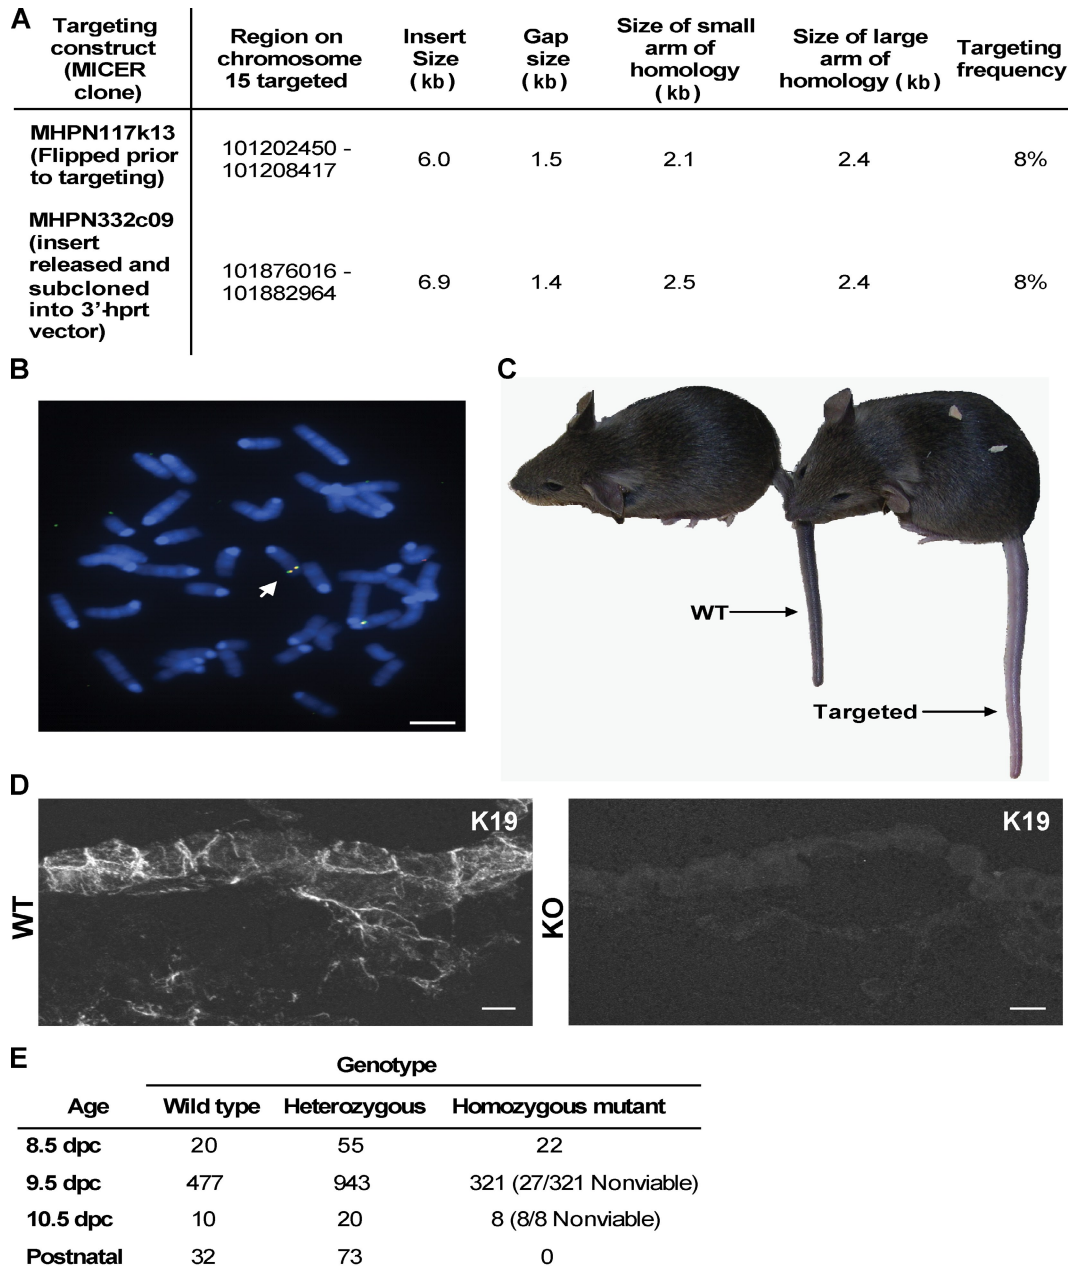 A
Targeting construct (MICER clone)
Region on chromosome 15 targeted
Insert Size (kb)
Gap size (kb)
Size of small arm of homology (kb)
Size of large arm of homology (kb)
Targeting frequency
MHPN117k13 (Flipped prior to targeting)
101202450 - 101208417
6.0
1.5
2.1
2.4
8%
MHPN332c09 (insert released and subcloned into 3'-hprt vector)
101876016 - 101882964
6.9
1.4
2.5
2.4
8%
B
C
WT
Targeted
D
WT
K19
KO
K19
E
Genotype
Age Wild type Heterozygous Homozygous mutant
8.5 dpc 20 55 22
9.5 dpc 477 943 321 (27/321 Nonviable)
10.5 dpc 10 20 8 (8/8 Nonviable)
Postnatal 32 73 0